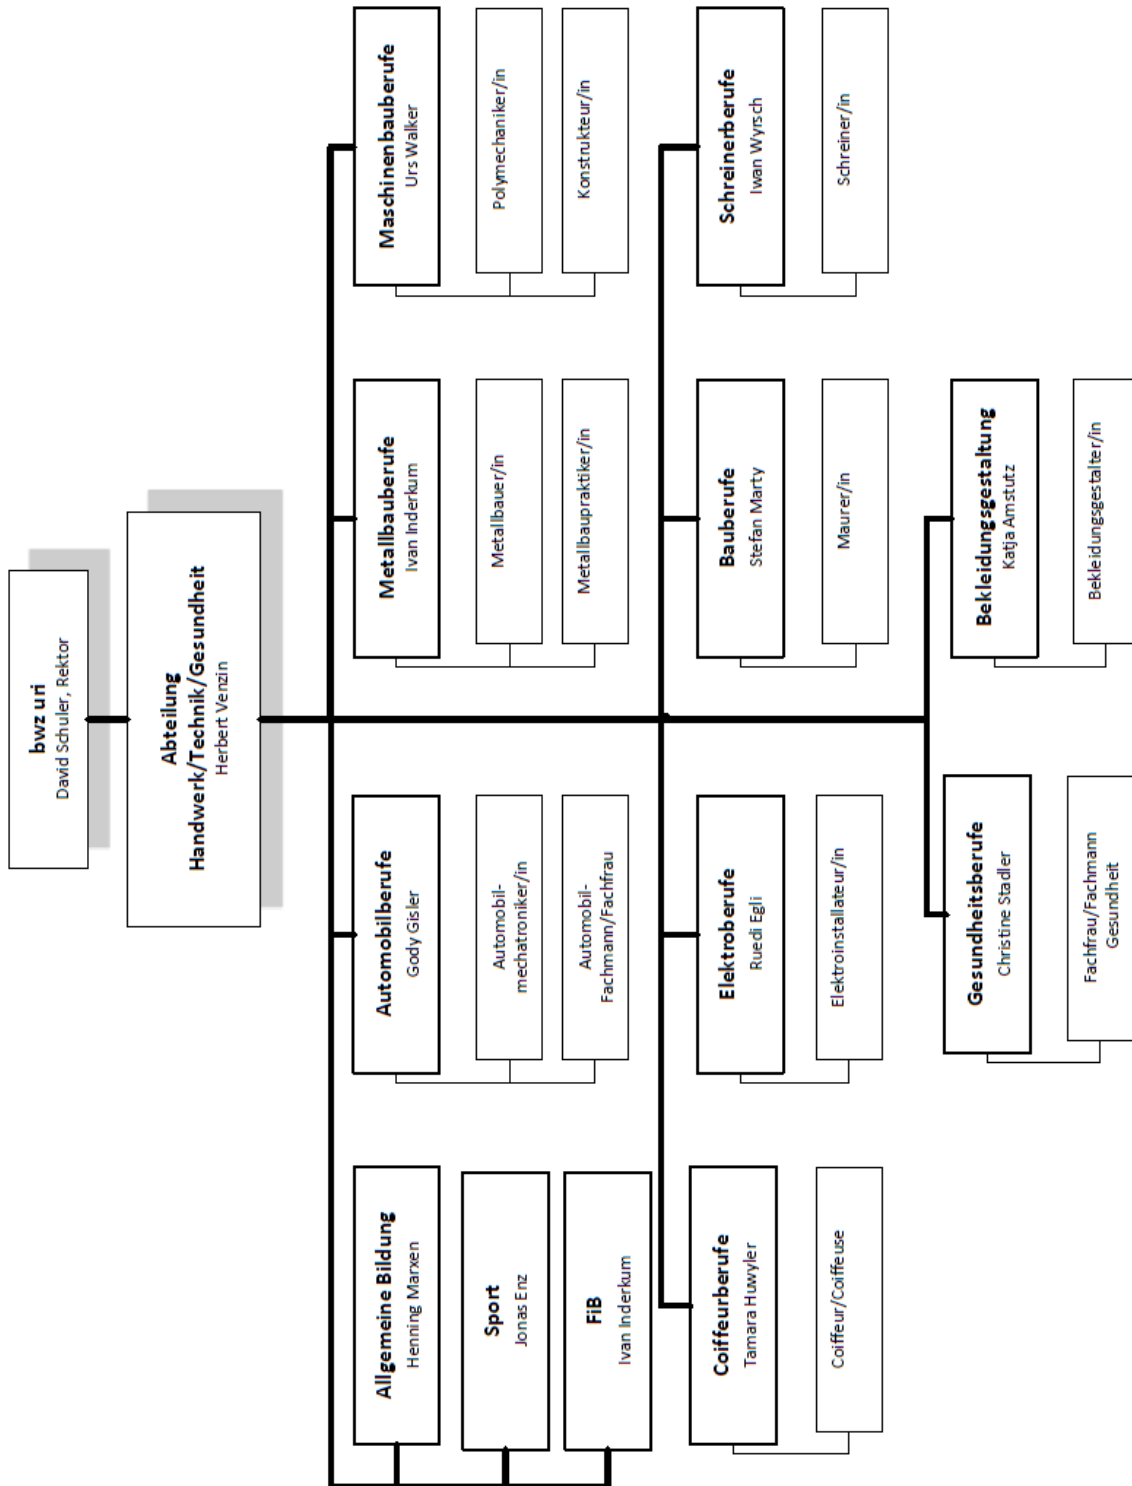 bwz uri
David Schuler, Rektor
Abteilung
Handwerk/Technik/Gesundheit
Herbert Venzin
Allgemeine Bildung
Henning Marxen
Sport
Jonas Enz
FiB
Ivan Inderkum
Automobilberufe
Gody Gisler
Automobil-
mechatroniker/in
Automobil-
Fachmann/Fachfrau
Metallbauberufe
Ivan Inderkum
Metallbauer/in
Metallbaupraktiker/in
Maschinenbauberufe
Urs Walker
Polymechaniker/in
Konstrukteur/in
Coiffeurberufe
Tamara Huwyler
Coiffeur/Coiffeuse
Elektroberufe
Ruedi Egli
Elektroinstallateur/in
Bauberufe
Stefan Marty
Maurer/in
Schreinerberufe
Iwan Wyrsch
Schreiner/in
Gesundheitsberufe
Christine Stadler
Fachfrau/Fachmann
Gesundheit
Bekleidungsgestaltung
Katja Amstutz
Bekleidungsgestalter/in